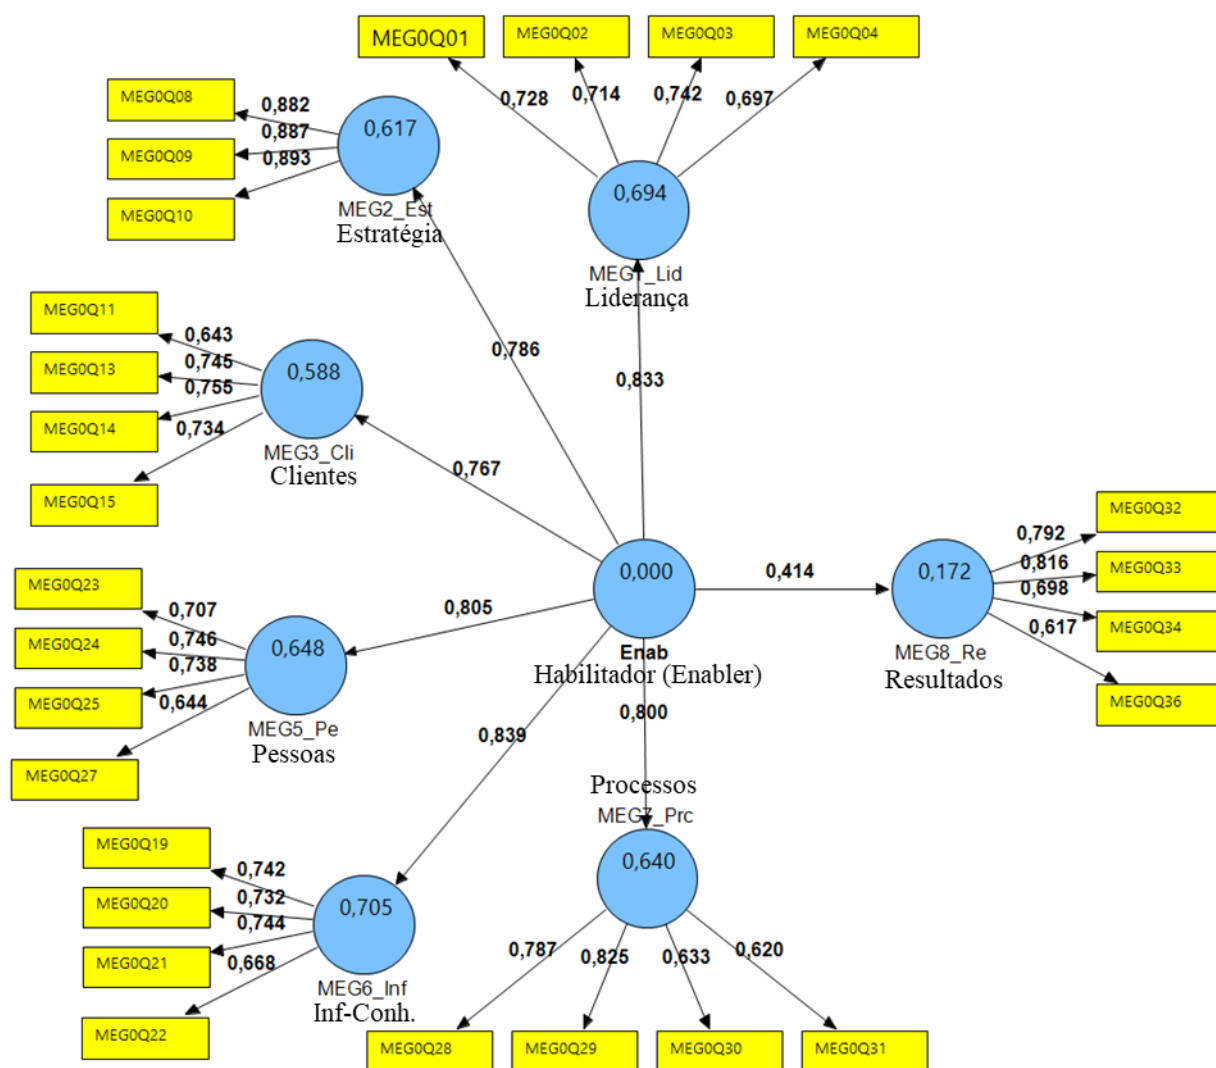 MEG0Q01
MEG0Q02
MEG0Q03
MEG0Q04
0,728
0,714
0,742
0,697
0,694
MEG1_Lid
Liderança
MEG0Q08
MEG0Q09
MEG0Q10
0,882
0,887
0,893
0,617
MEG2_Est
Estratégia
0,786
0,833
MEG0Q11
MEG0Q13
MEG0Q14
MEG0Q15
0,643
0,745
0,755
0,734
0,588
MEG3_Cli
Clientes
0,767
MEG0Q23
MEG0Q24
MEG0Q25
MEG0Q27
0,707
0,746
0,738
0,644
0,648
MEG5_Pe
Pessoas
0,805
0,000
Enab
Habilitador (Enabler)
0,414
0,172
MEG8_Re
Resultados
0,792
0,816
0,698
0,617
MEG0Q32
MEG0Q33
MEG0Q34
MEG0Q36
0,839
0,800
MEG0Q19
MEG0Q20
MEG0Q21
MEG0Q22
0,742
0,732
0,744
0,668
0,705
MEG6_Inf
Inf-Conh.
Processos
MEG7_Prc
0,640
0,787
0,825
0,633
0,620
MEG0Q28
MEG0Q29
MEG0Q30
MEG0Q31